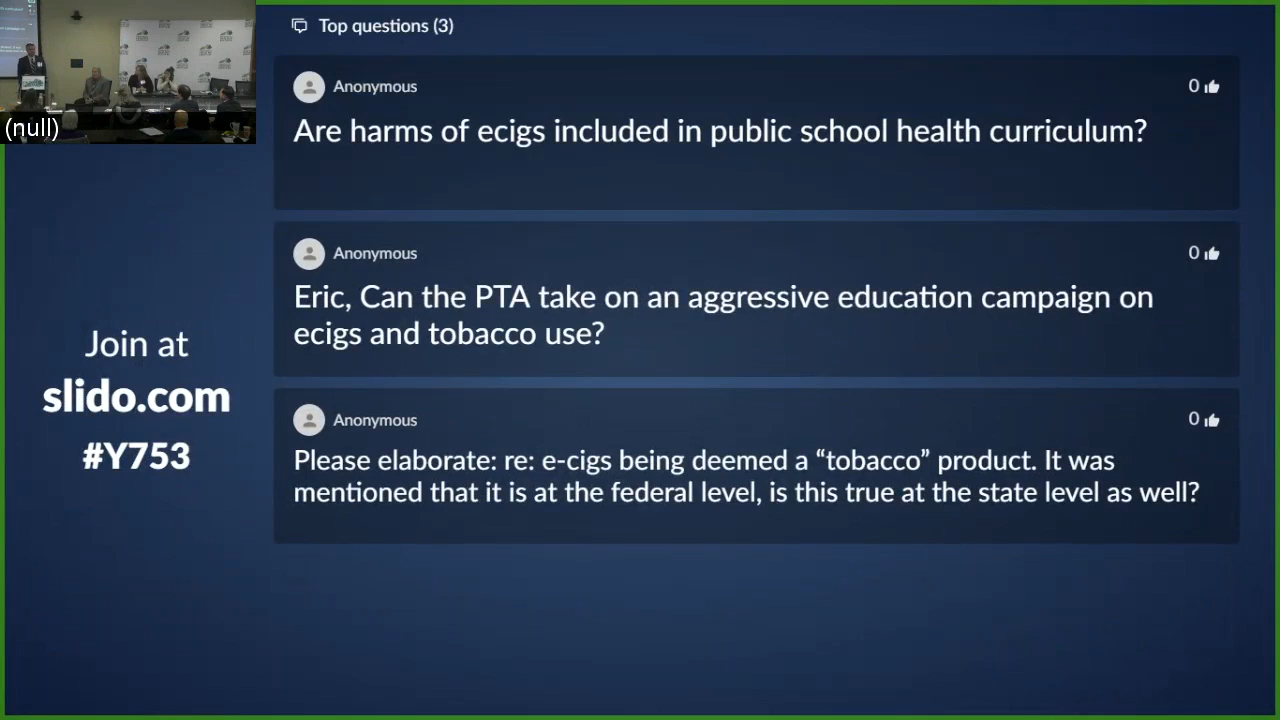 (null)
Top questions (3)
Anonymous
0
Are harms of ecigs included in public school health curriculum?
Anonymous
0
Eric, Can the PTA take on an aggressive education campaign on
ecigs and tobacco use?
Anonymous
0
Please elaborate: re: e-cigs being deemed a “tobacco” product. It was
mentioned that it is at the federal level, is this true at the state level as well?
Join at
slido.com
#Y753